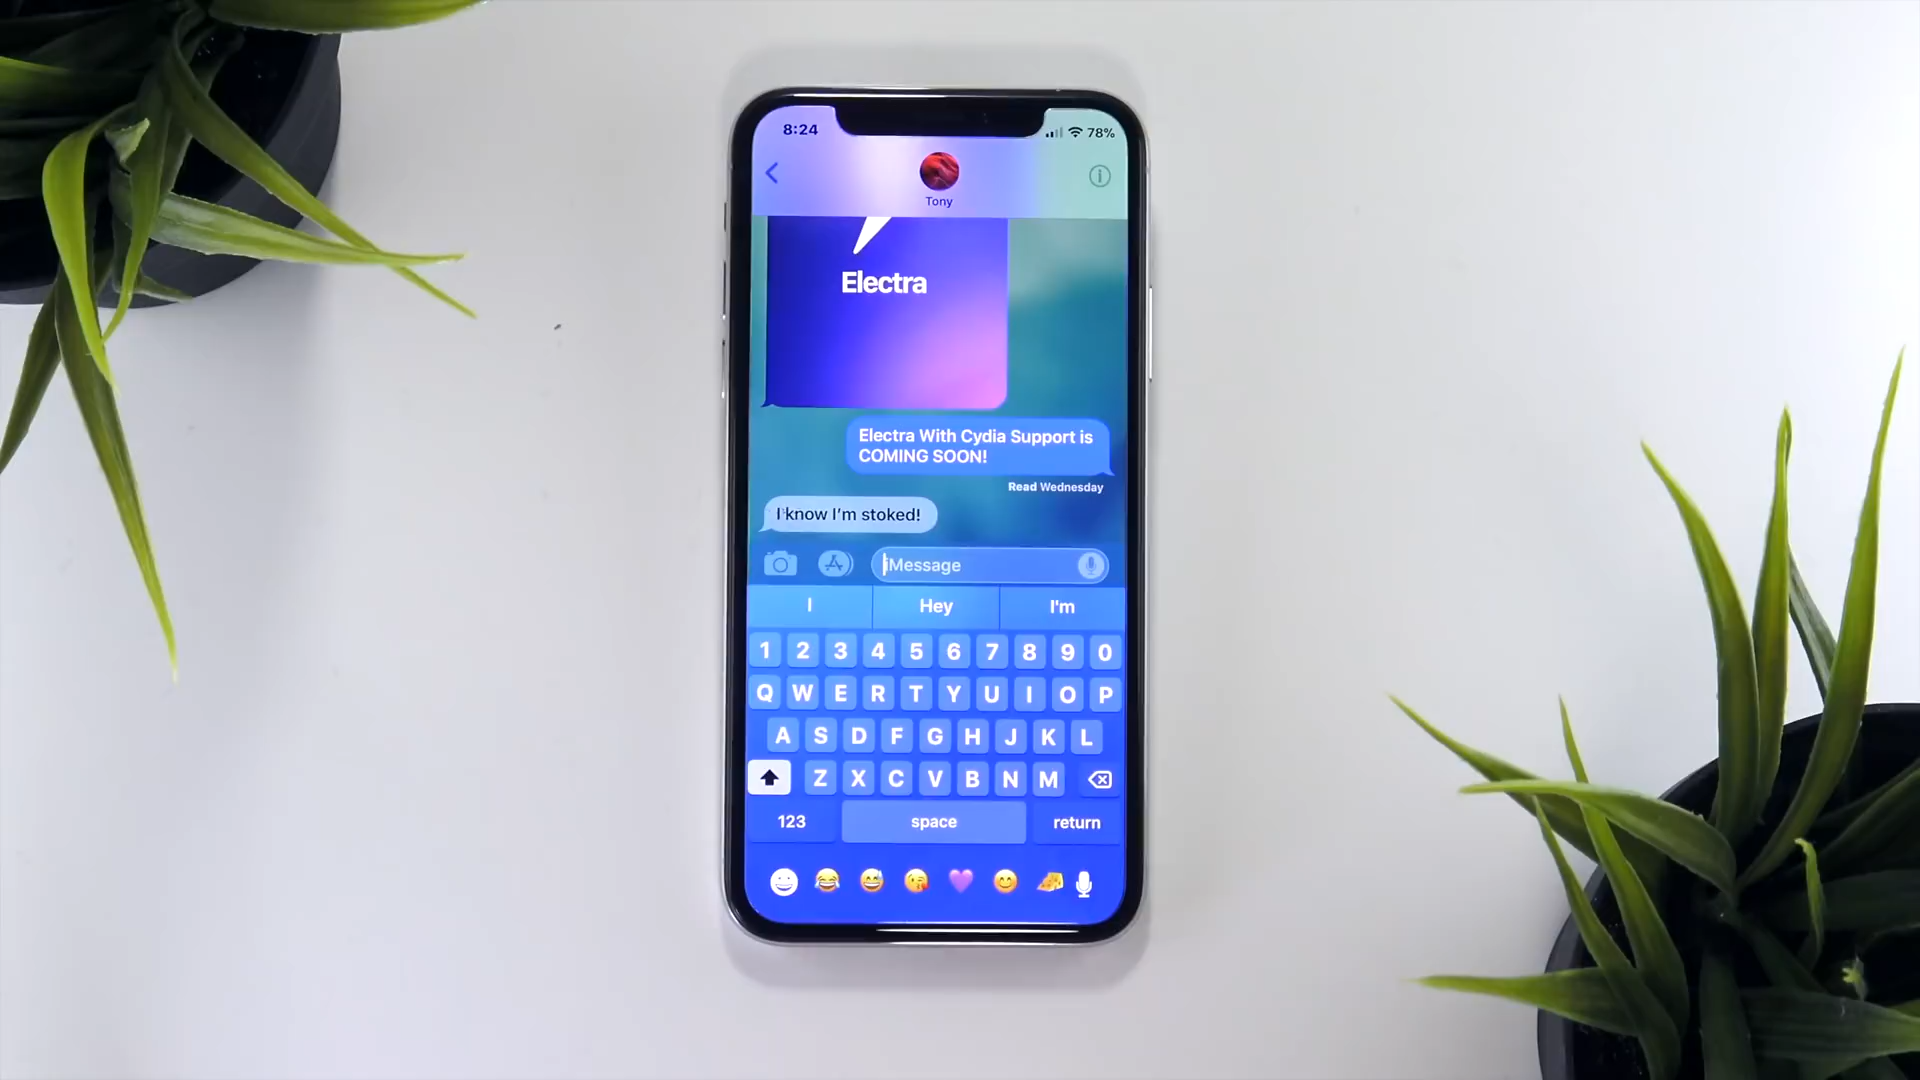 8:24
78%
Tony
Electra
Electra With Cydia Support is
COMING SOON!
Read Wednesday
I know I'm stoked!
iMessage
I Hey I'm
1 2 3 4 5 6 7 8 9 0
Q W E R T Y U I O P
A S D F G H J K L
Z X C V B N M
123 space return